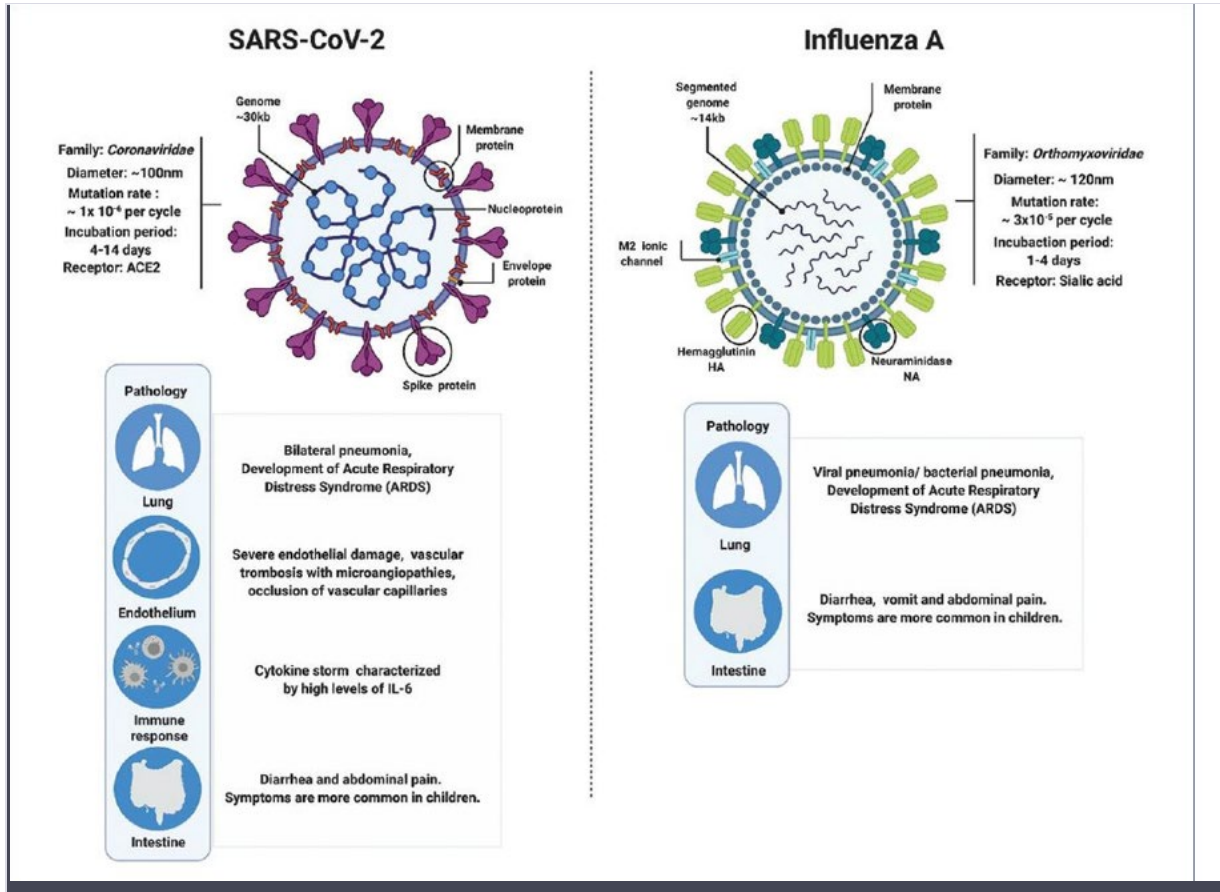 SARS-CoV-2
Genome
~30kb
Membrane
protein
Family: Coronaviridae
Diameter: ~100nm
Mutation rate :
~ 1x 10⁻⁶ per cycle
Incubation period:
4-14 days
Receptor: ACE2
Nucleoprotein
Envelope
protein
Spike protein
Pathology
Lung
Bilateral pneumonia,
Development of Acute Respiratory
Distress Syndrome (ARDS)
Endothelium
Severe endothelial damage, vascular
trombosis with microangiopathies,
occlusion of vascular capillaries
Immune
response
Cytokine storm characterized
by high levels of IL-6
Intestine
Diarrhea and abdominal pain.
Symptoms are more common in children.
Influenza A
Segmented
genome
~14kb
Membrane
protein
Family: Orthomyxoviridae
Diameter: ~ 120nm
Mutation rate:
~ 3x10⁻⁵ per cycle
Incubaction period:
1-4 days
Receptor: Sialic acid
M2 ionic
channel
Hemagglutinin
HA
Neuraminidase
NA
Pathology
Lung
Viral pneumonia/ bacterial pneumonia,
Development of Acute Respiratory
Distress Syndrome (ARDS)
Intestine
Diarrhea, vomit and abdominal pain.
Symptoms are more common in children.